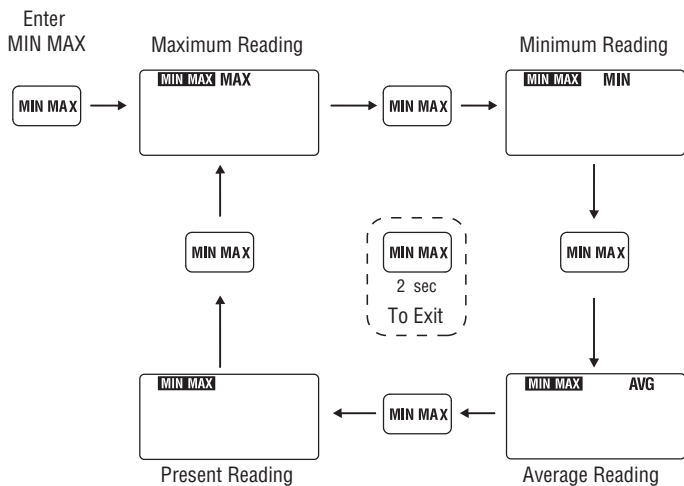 Enter
MIN MAX
Maximum Reading
Minimum Reading
MIN MAX
MIN MAX MAX
MIN MAX
MIN MAX MIN
MIN MAX
MIN MAX
2 sec
To Exit
MIN MAX
MIN MAX
MIN MAX
MIN MAX AVG
Present Reading
Average Reading